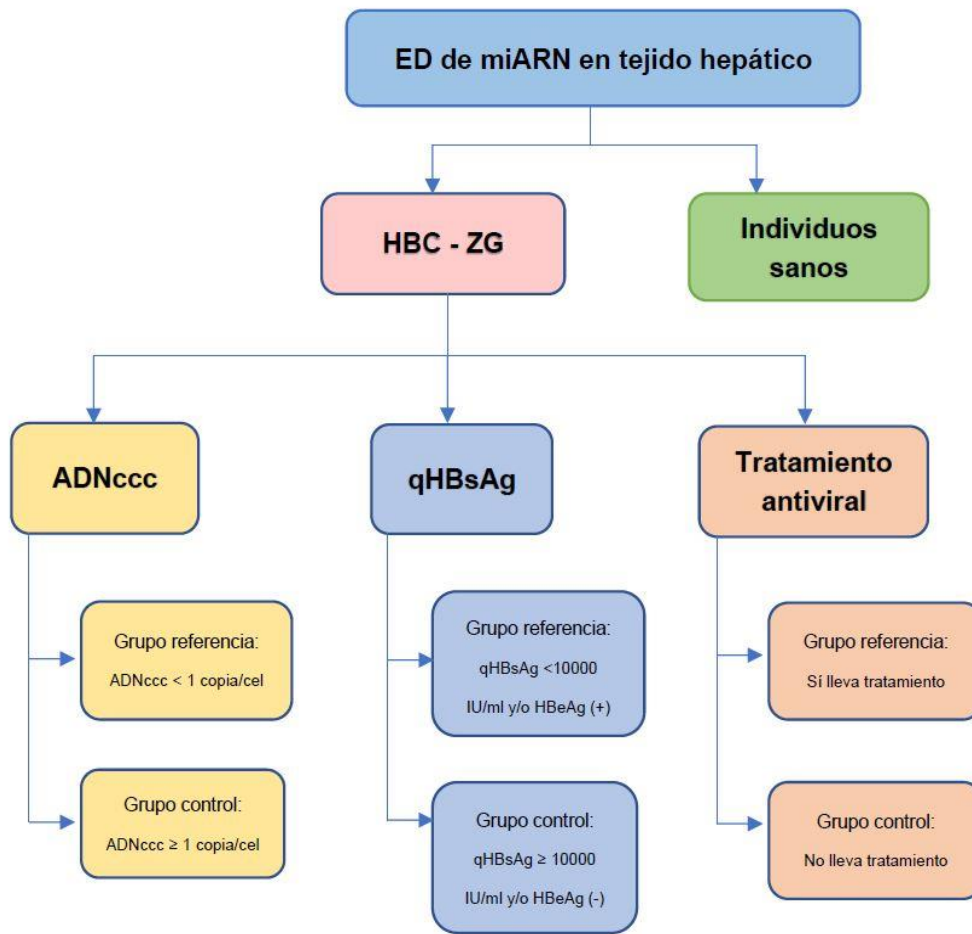 ED de miARN en tejido hepático
HBC - ZG
Individuos
sanos
ADNccc
qHBsAg
Tratamiento
antiviral
Grupo referencia:
ADNccc < 1 copia/cel
Grupo referencia:
qHBsAg <10000
IU/ml y/o HBeAg (+)
Grupo referencia:
Sí lleva tratamiento
Grupo control:
ADNccc ≥ 1 copia/cel
Grupo control:
qHBsAg ≥ 10000
IU/ml y/o HBeAg (-)
Grupo control:
No lleva tratamiento